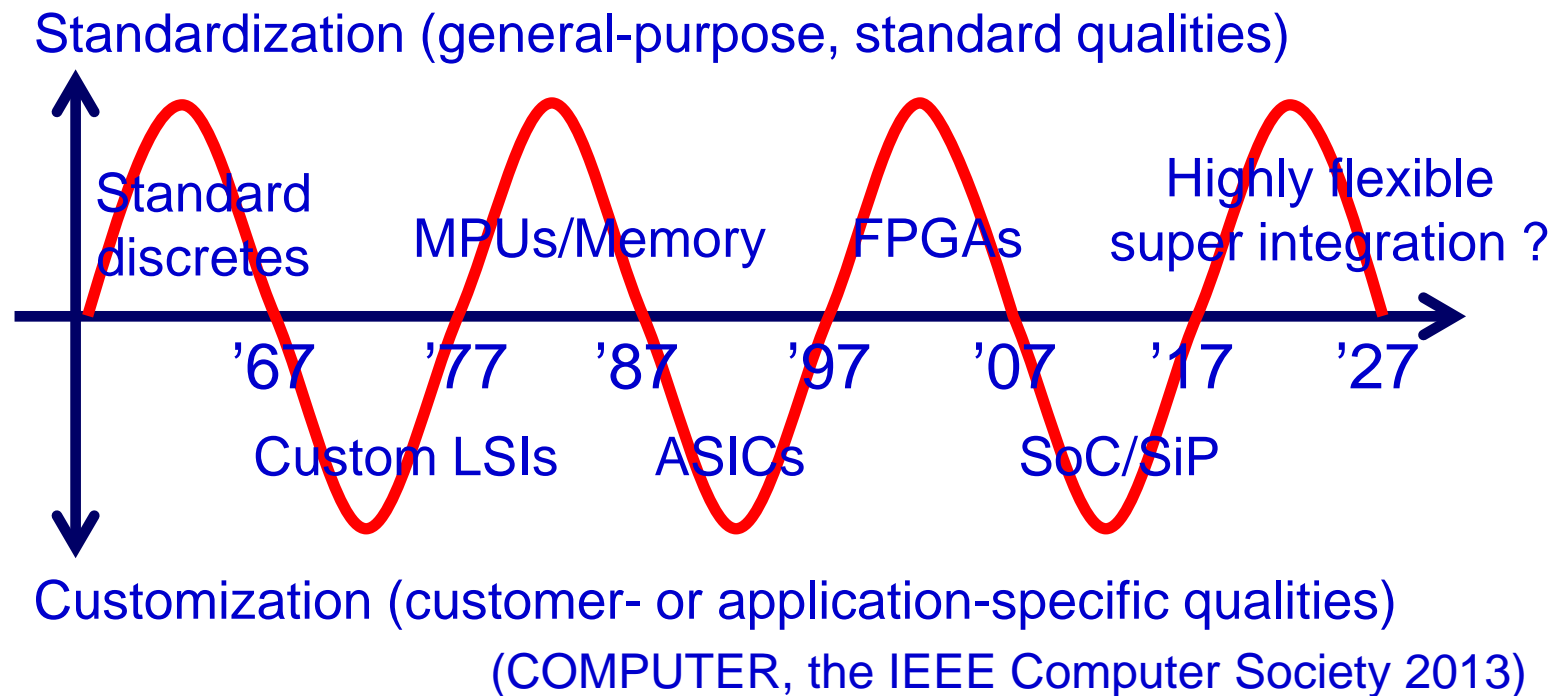 Standardization (general-purpose, standard qualities)
Standard
discretes
MPUs/Memory
FPGAs
Highly flexible
super integration ?
’67
’77
’87
’97
’07
’17
’27
Custom LSIs
ASICs
SoC/SiP
Customization (customer- or application-specific qualities)
(COMPUTER, the IEEE Computer Society 2013)